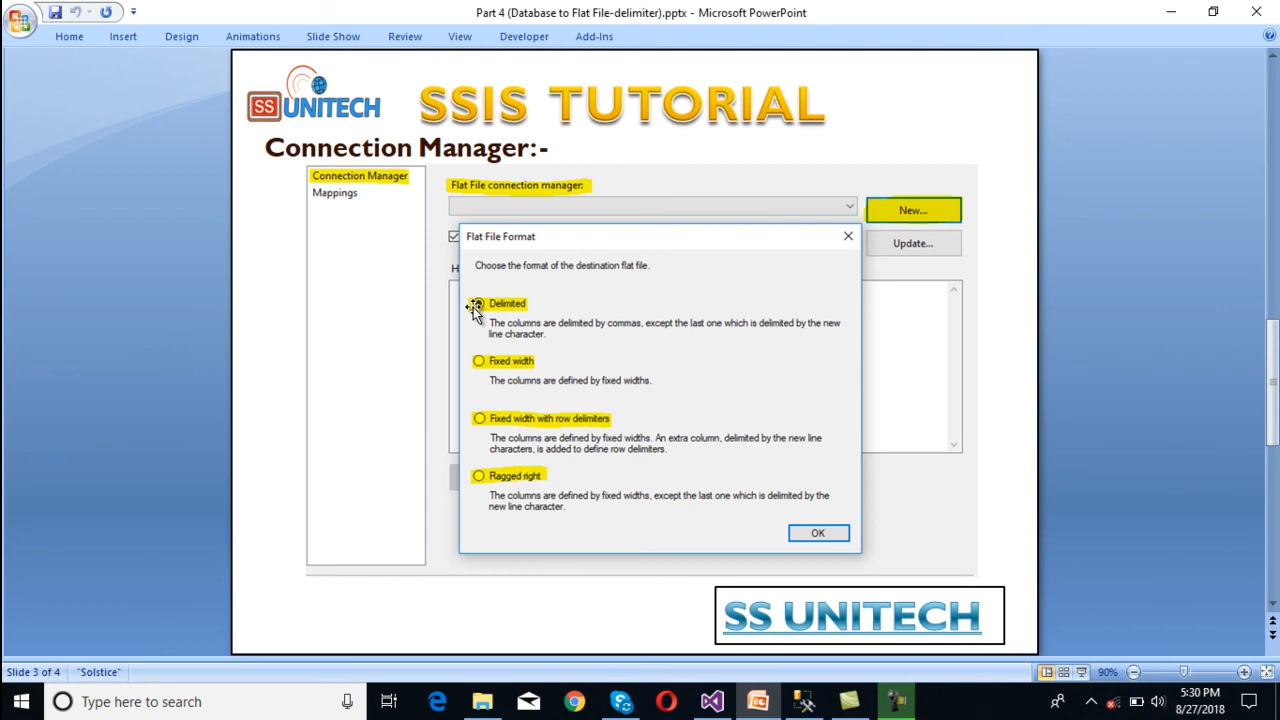 Part 4 (Database to Flat File-delimiter).pptx - Microsoft PowerPoint
Home Insert Design Animations Slide Show Review View Developer Add-Ins
SS UNITECH
SSIS TUTORIAL
Connection Manager:-
Connection Manager
Mappings
Flat File connection manager:
New...
Update...
Flat File Format
H
Choose the format of the destination flat file.
Delimited
The columns are delimited by commas, except the last one which is delimited by the new
line character.
Fixed width
The columns are defined by fixed widths.
Fixed width with row delimiters
The columns are defined by fixed widths. An extra column, delimited by the new line
characters, is added to define row delimiters.
Ragged right
The columns are defined by fixed widths, except the last one which is delimited by the
new line character.
OK
SS UNITECH
Slide 3 of 4 "Solstice" 90%
Type here to search
5:30 PM
8/27/2018